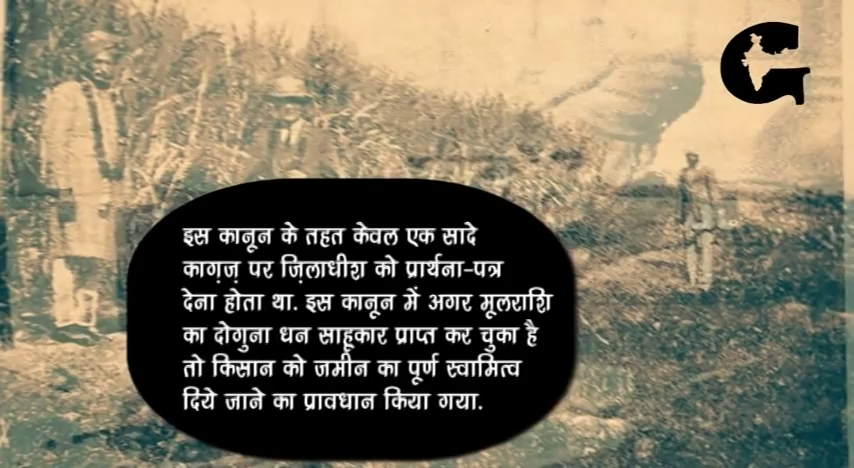 इस कानून के तहत केवल एक सादे
काग़ज़ पर ज़िलाधीश को प्रार्थना-पत्र
देना होता था. इस कानून में अगर मूलराशि
का दोगुना धन साहूकार प्राप्त कर चुका है
तो किसान को जमीन का पूर्ण स्वामित्व
दिये जाने का प्रावधान किया गया.